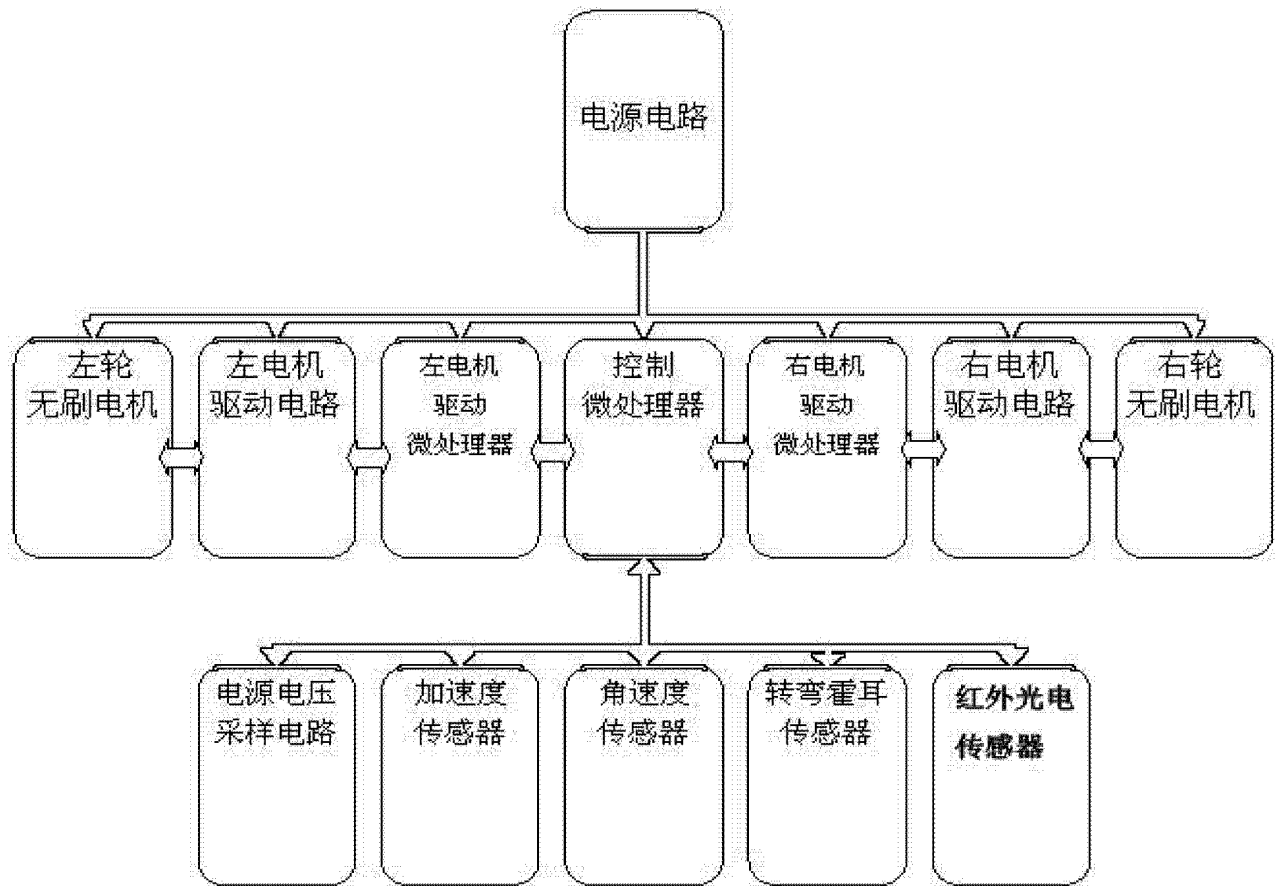 电源电路
左轮
无刷电机
左电机
驱动电路
左电机
驱动
微处理器
控制
微处理器
右电机
驱动
微处理器
右电机
驱动电路
右轮
无刷电机
电源电压
采样电路
加速度
传感器
角速度
传感器
转弯霍耳
传感器
红外光电
传感器